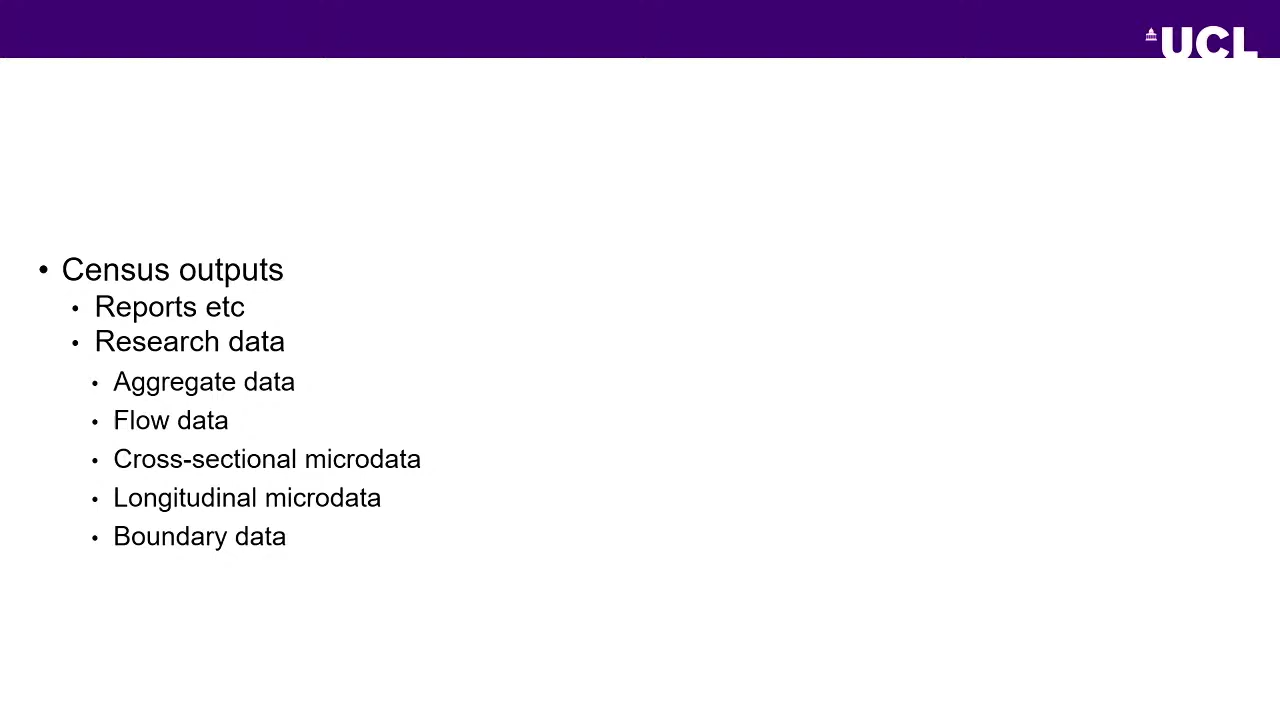 UCL
• Census outputs
• Reports etc
• Research data
• Aggregate data
• Flow data
• Cross-sectional microdata
• Longitudinal microdata
• Boundary data